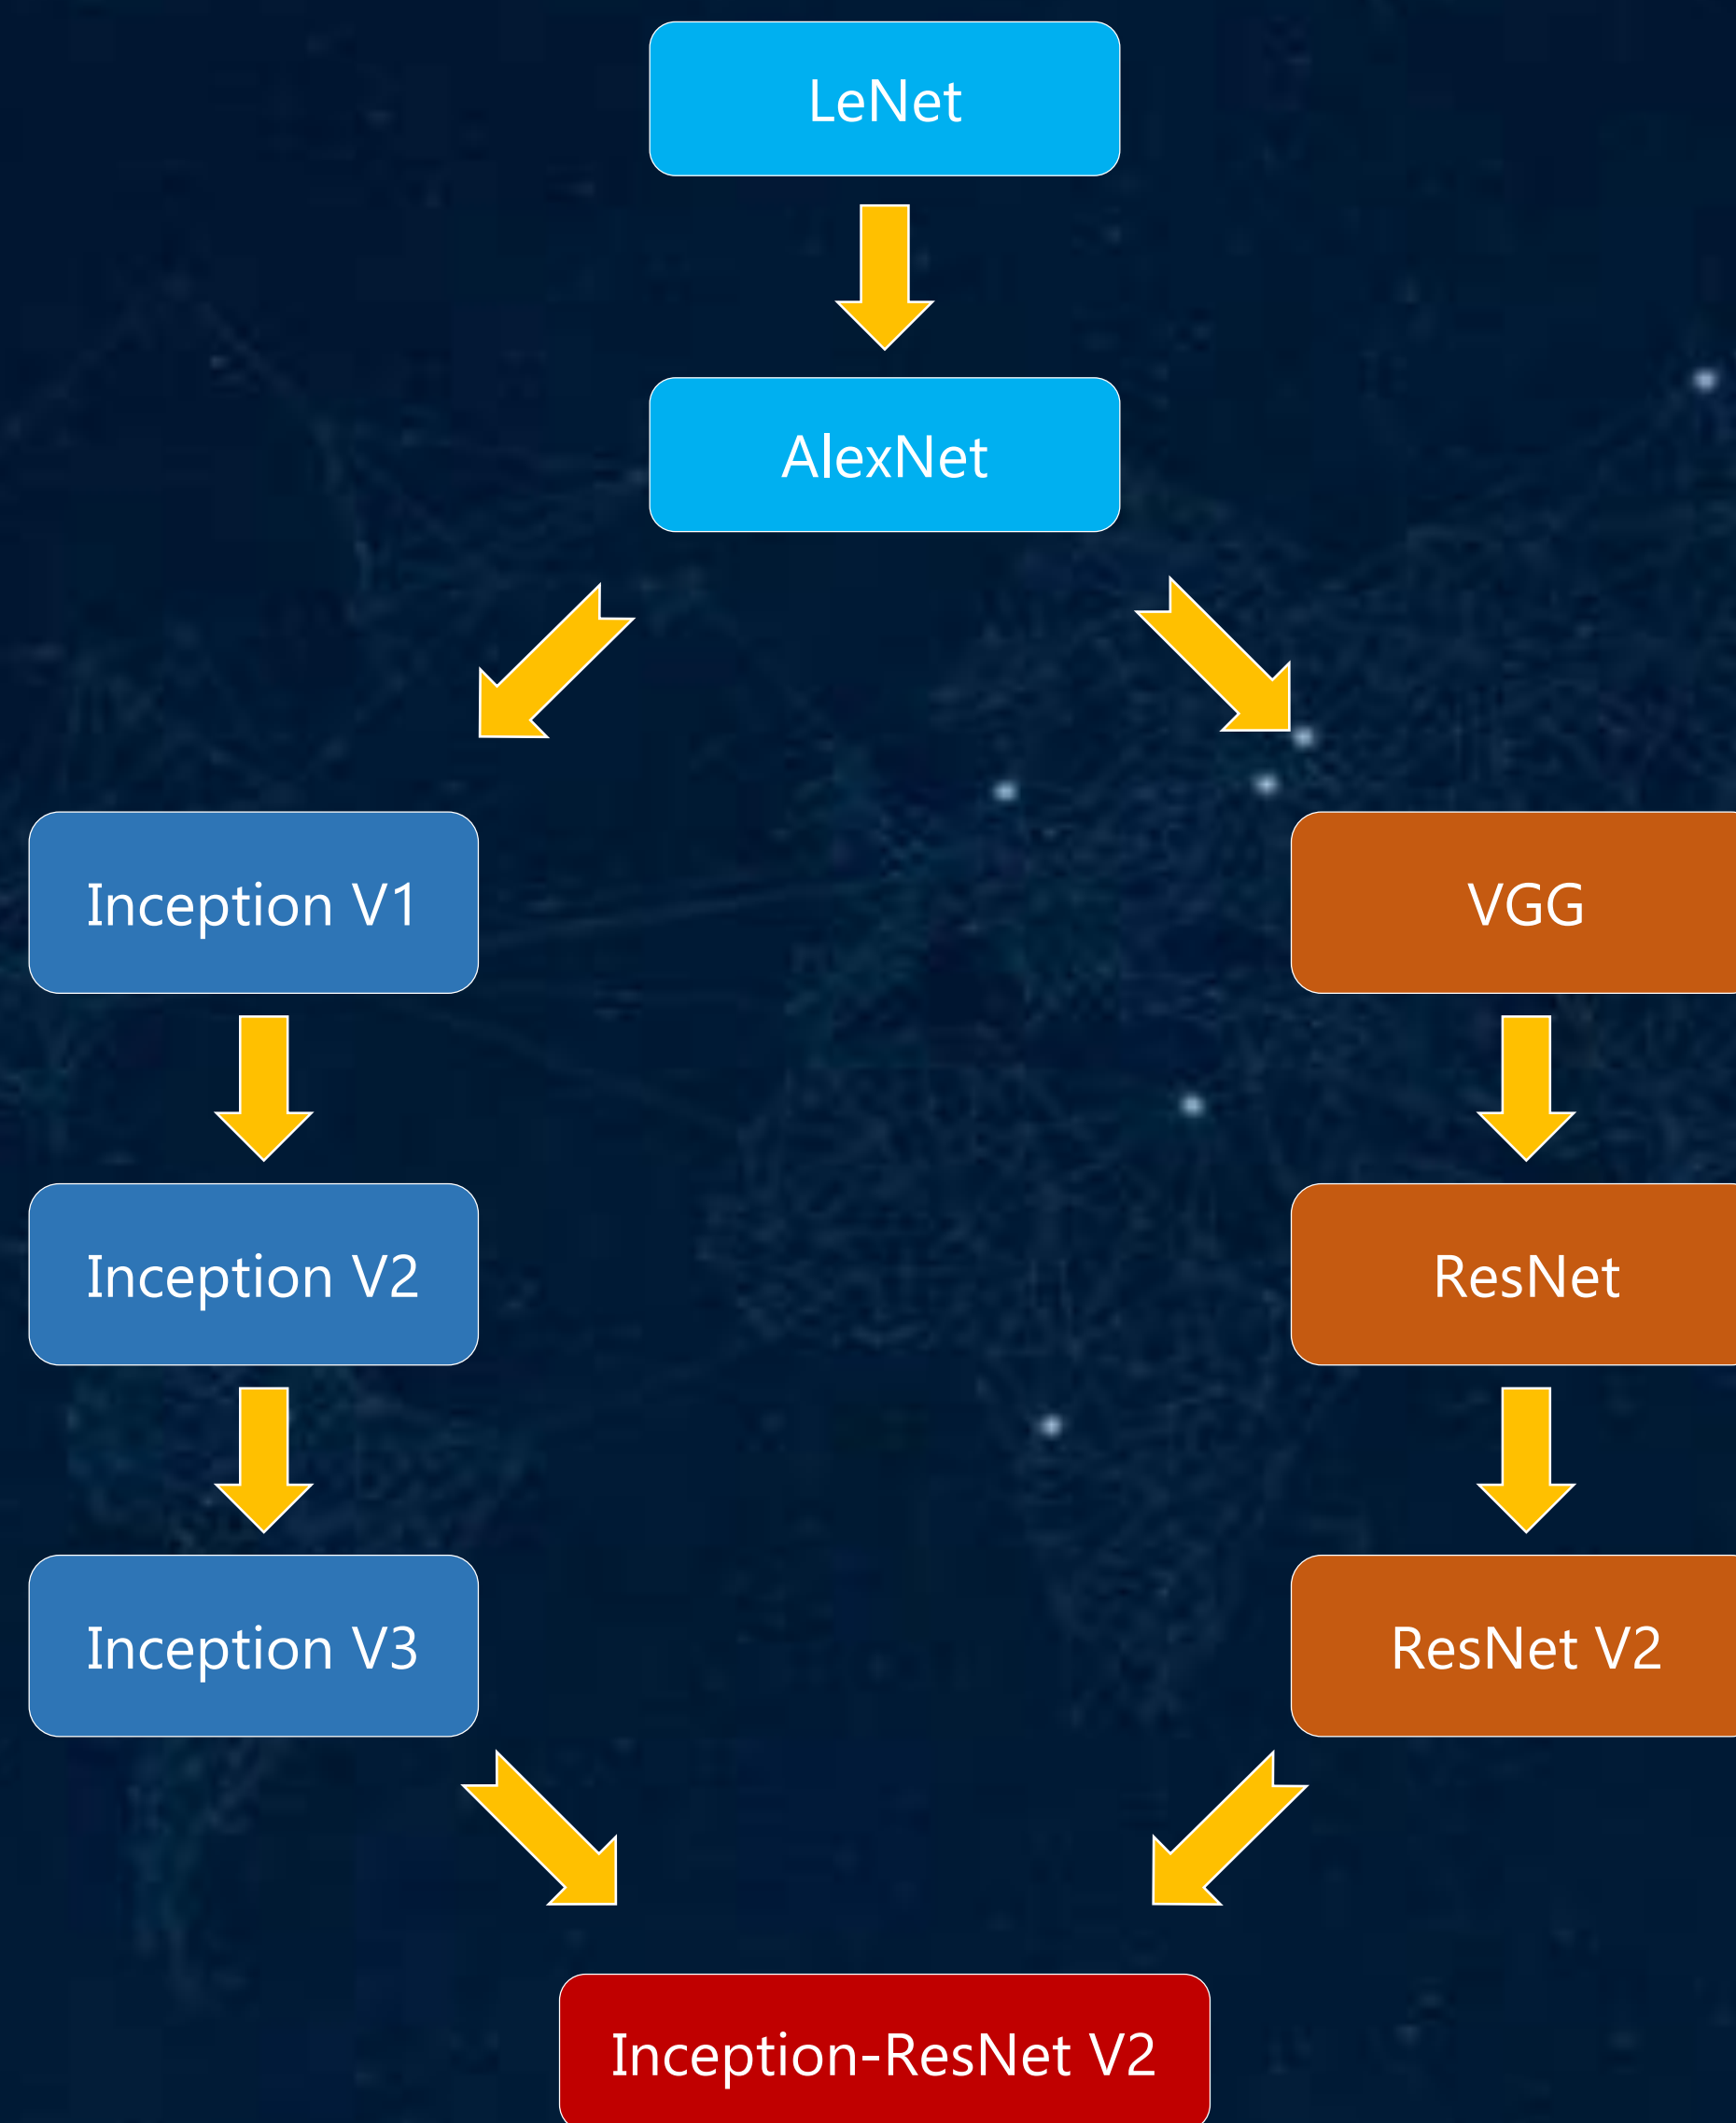 LeNet
AlexNet
Inception V1
VGG
Inception V2
ResNet
Inception V3
ResNet V2
Inception-ResNet V2